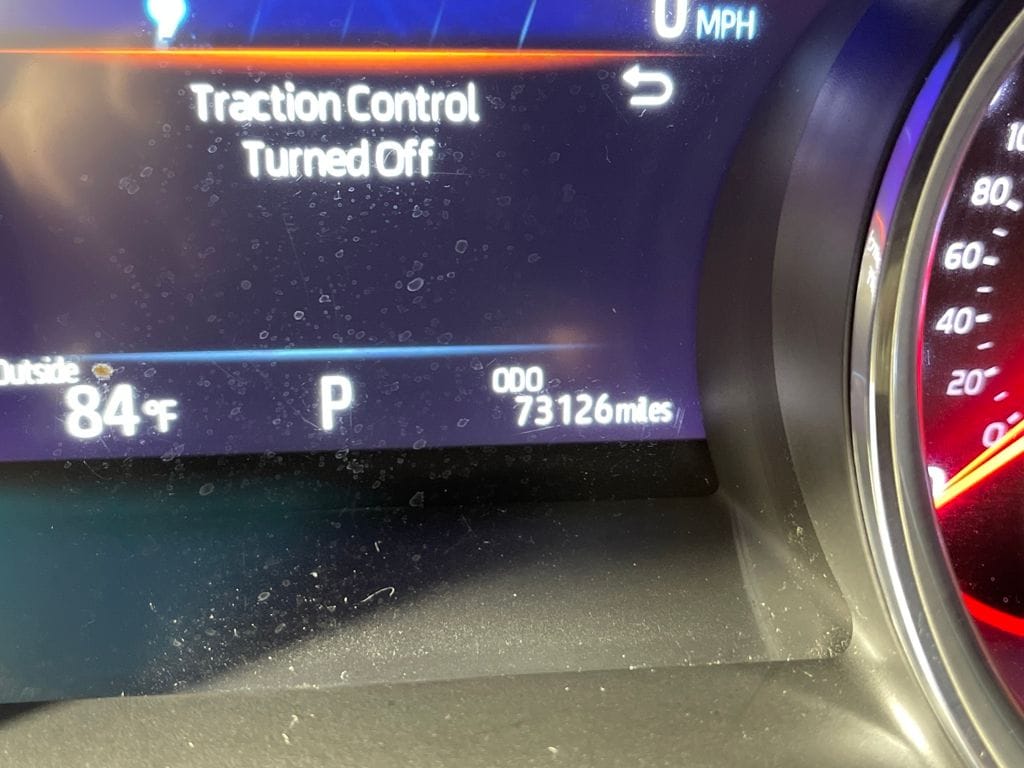 0 MPH
Traction Control
Turned Off
Outside
84 °F
P
ODO
73126 miles
80
60
40
20
0